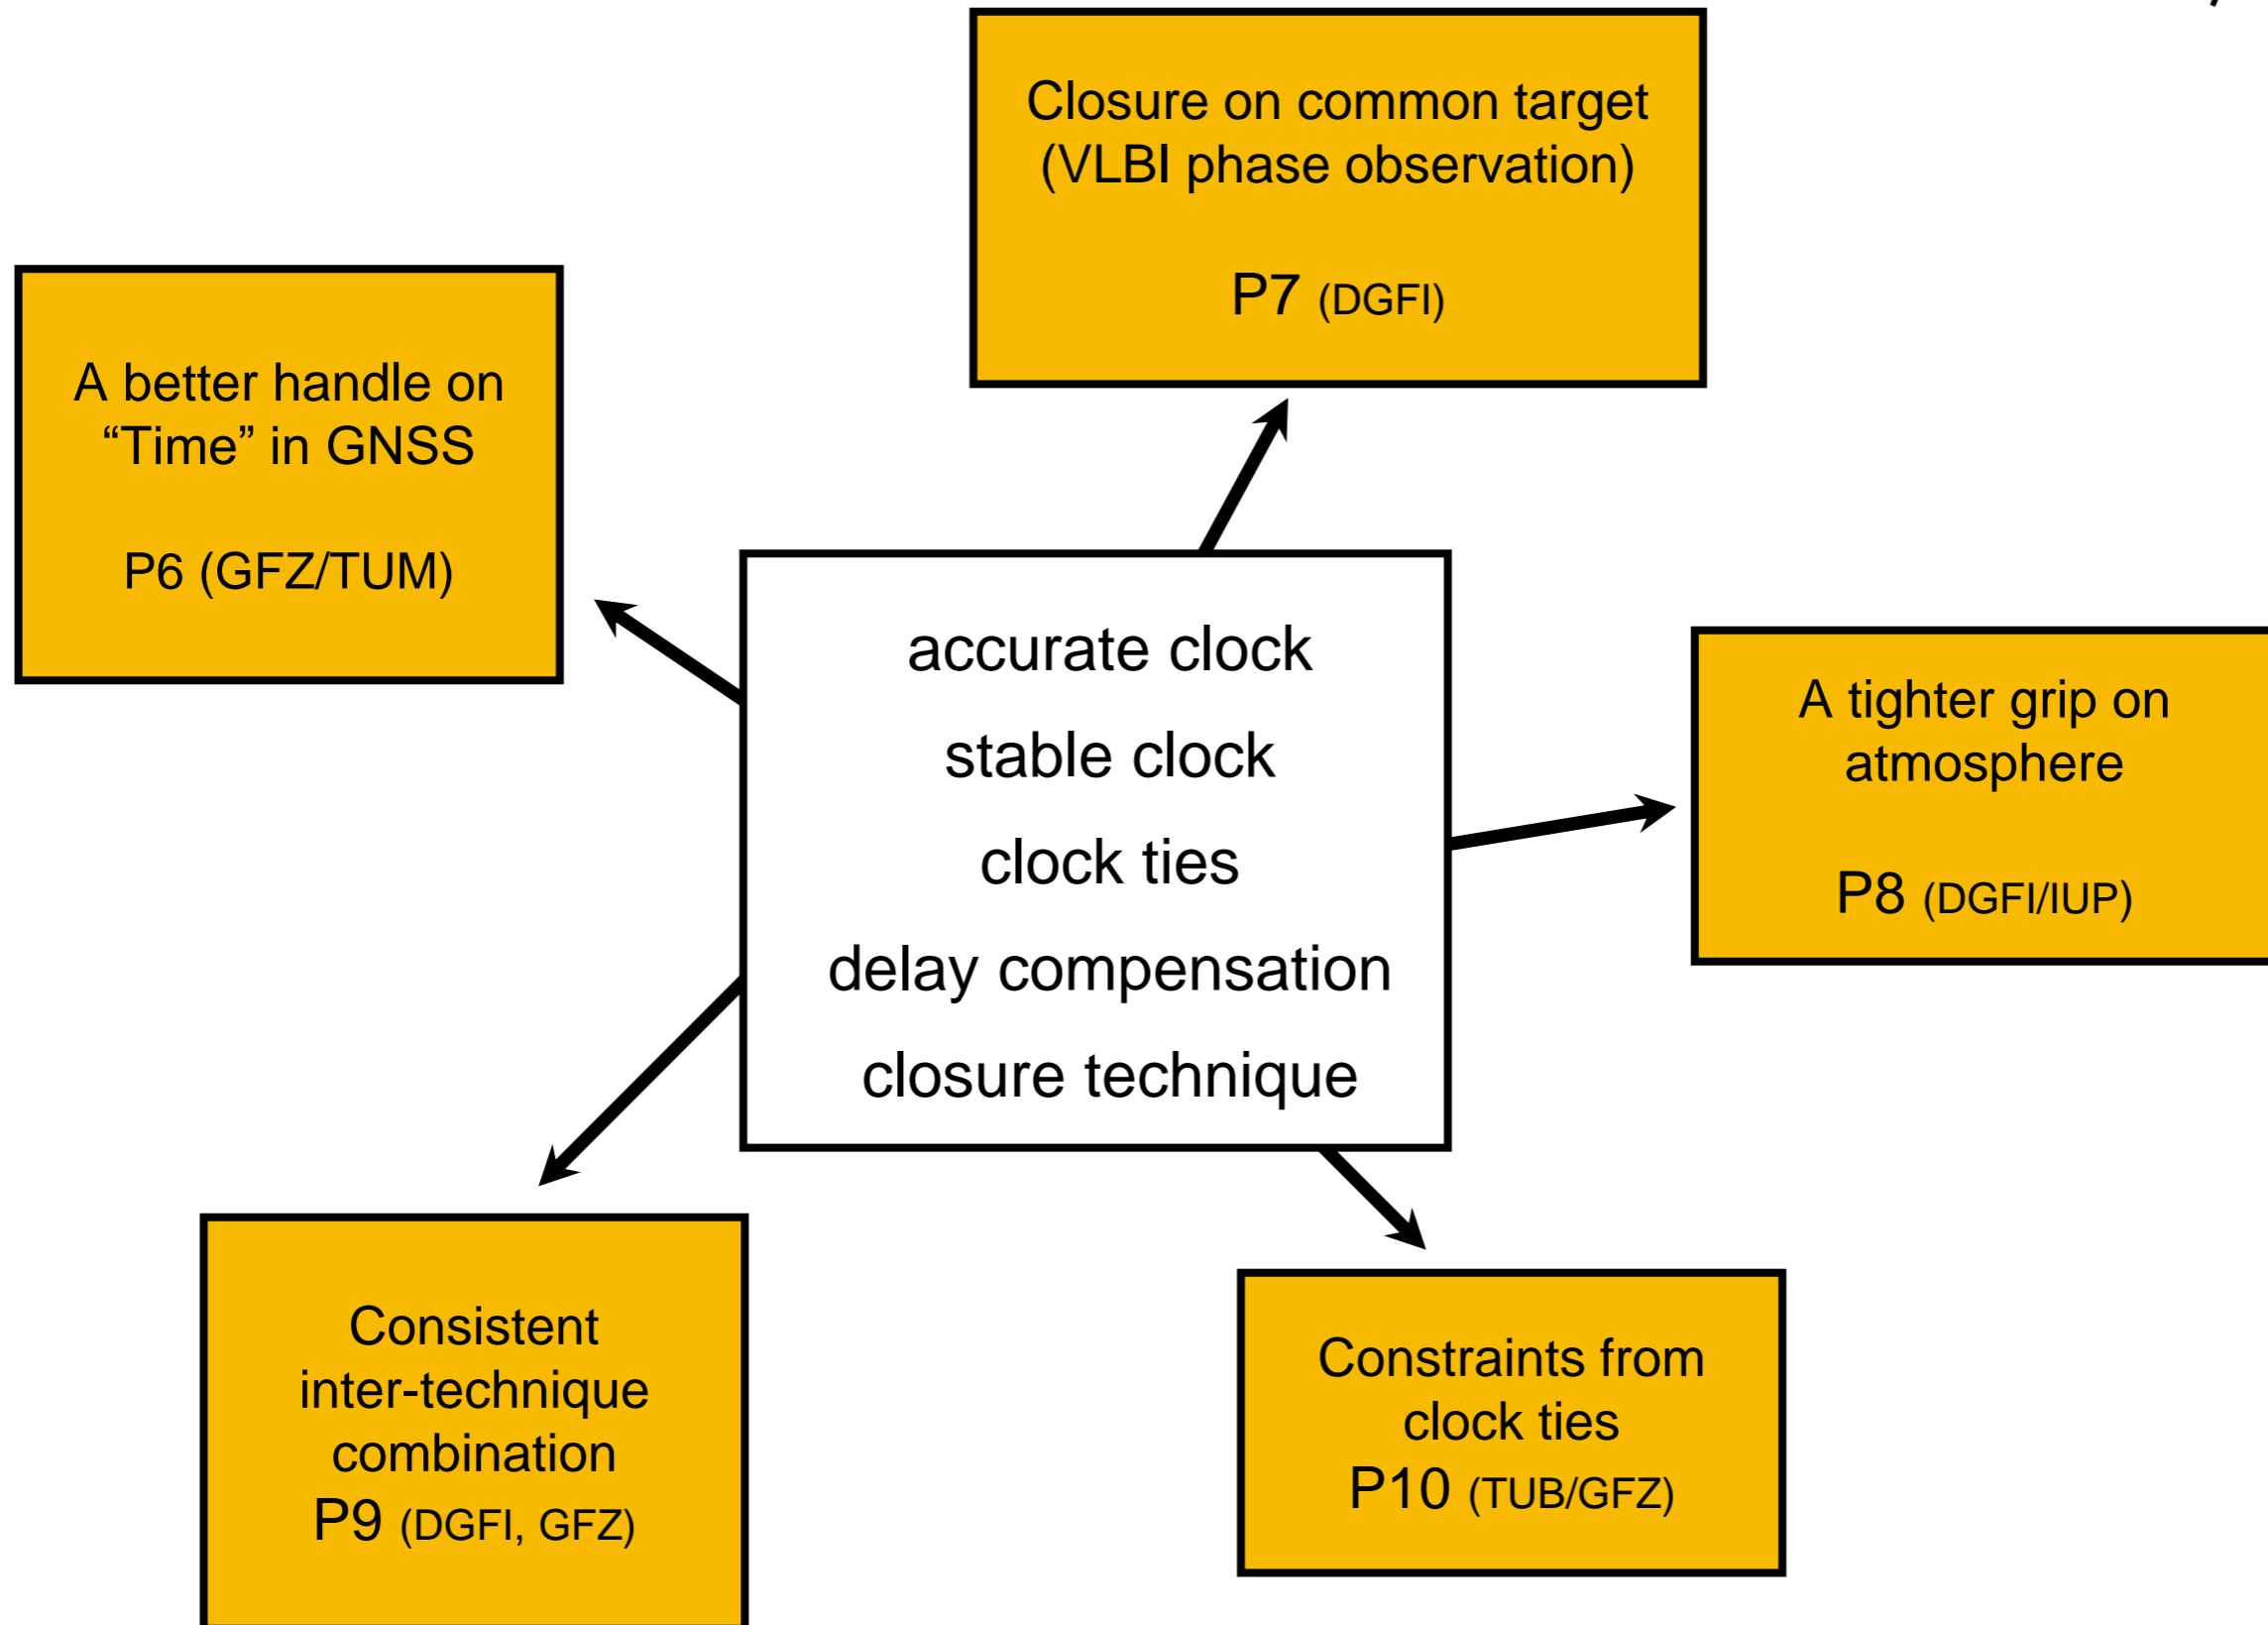 Closure on common target
(VLBI phase observation)
P7 (DGFI)
A better handle on
“Time” in GNSS
P6 (GFZ/TUM)
accurate clock
stable clock
clock ties
delay compensation
closure technique
A tighter grip on
atmosphere
P8 (DGFI/IUP)
Consistent
inter-technique
combination
P9 (DGFI, GFZ)
Constraints from
clock ties
P10 (TUB/GFZ)